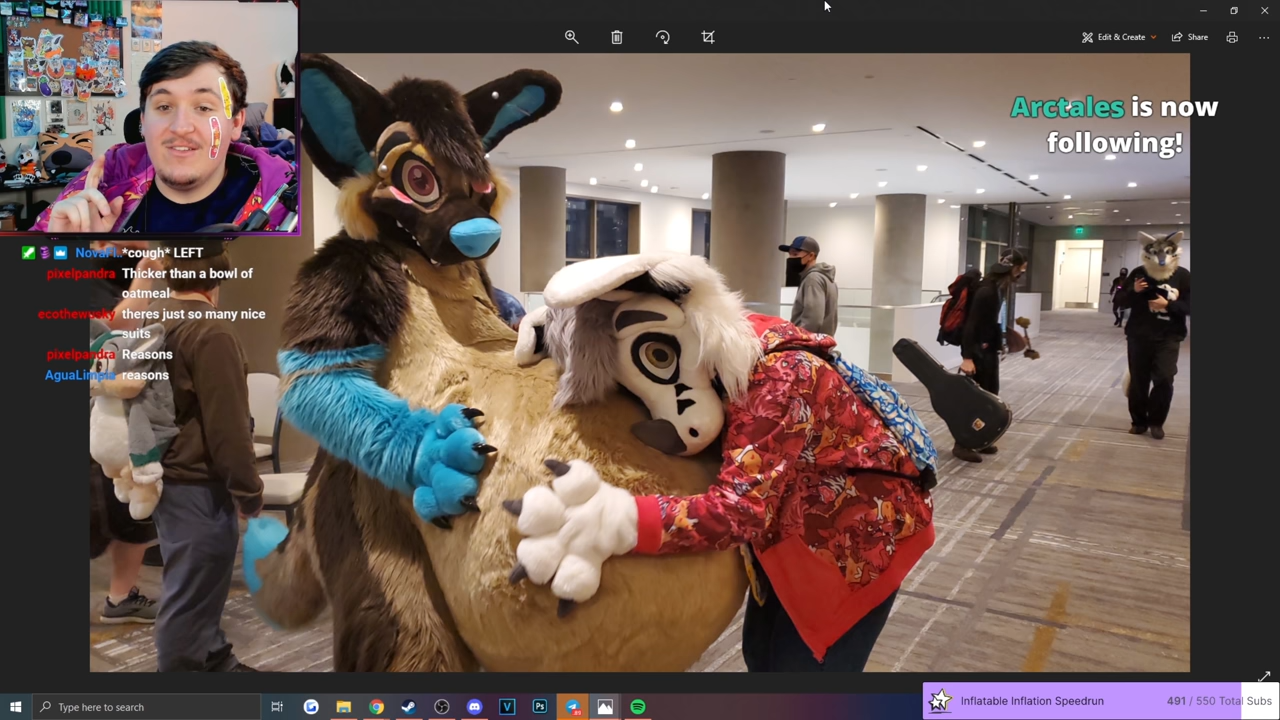 Edit & Create
Share
Arctales is now
following!
*cough* LEFT
pixelpandra Thicker than a bowl of
oatmeal
theres just so many nice
suits
pixelpandra Reasons
reasons
Type here to search
Inflatable Inflation Speedrun
491 / 550 Total Subs